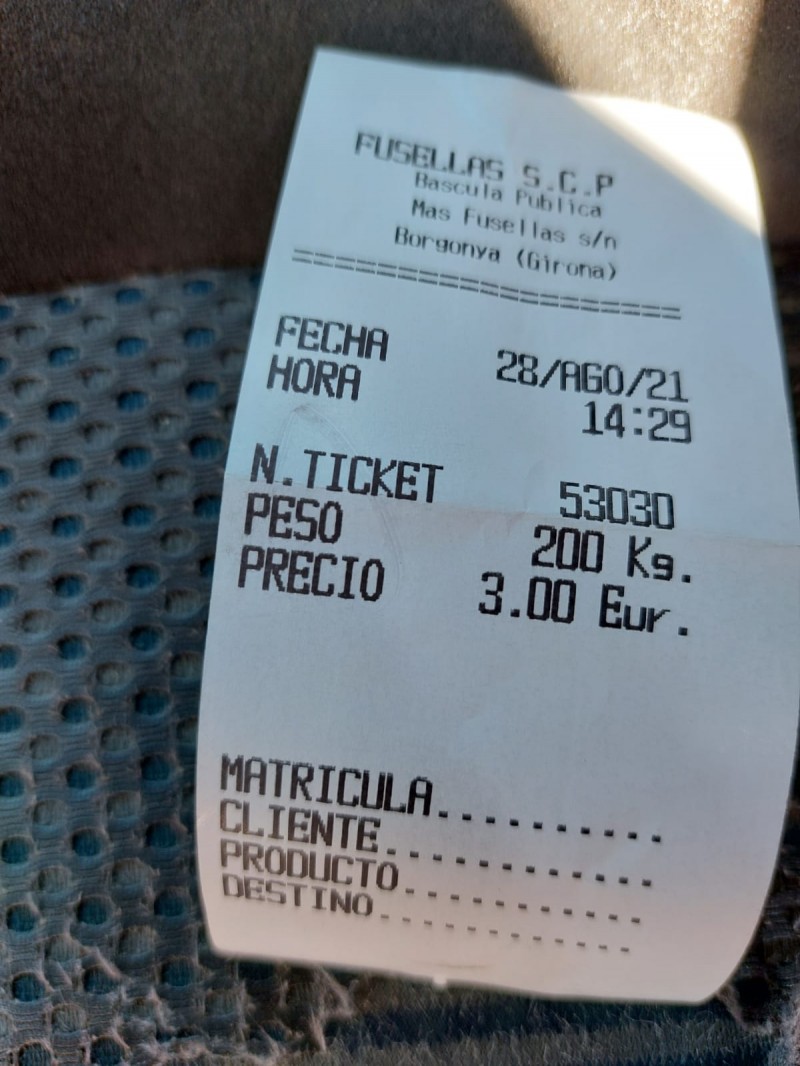 FUSELLAS S.C.P
Bascula Publica
Mas Fusellas s/n
Borgonya (Girona)
==============================
FECHA 28/AGO/21
HORA 14:29
N.TICKET 53030
PESO 200 Kg.
PRECIO 3.00 Eur.
MATRICULA..........
CLIENTE............
PRODUCTO...........
DESTINO............